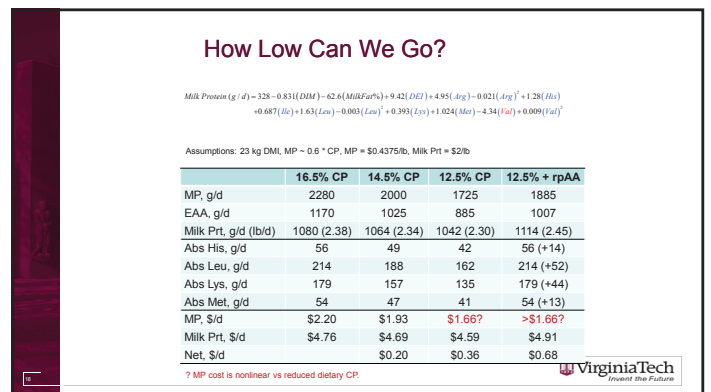 How Low Can We Go?
Milk Protein (g / d) = 328 − 0.831(DIM) − 62.6(MilkFat%) + 9.42(DEI) + 4.95(Arg) − 0.021(Arg)² + 1.28(His)
+0.687(Ile) + 1.63(Leu) − 0.003(Leu)² + 0.393(Lys) + 1.024(Met) − 4.34(Val) + 0.009(Val)²
Assumptions: 23 kg DMI, MP ~ 0.6 * CP, MP = $0.4375/lb, Milk Prt = $2/lb
16.5% CP 14.5% CP 12.5% CP 12.5% + rpAA
MP, g/d 2280 2000 1725 1885
EAA, g/d 1170 1025 885 1007
Milk Prt, g/d (lb/d) 1080 (2.38) 1064 (2.34) 1042 (2.30) 1114 (2.45)
Abs His, g/d 56 49 42 56 (+14)
Abs Leu, g/d 214 188 162 214 (+52)
Abs Lys, g/d 179 157 135 179 (+44)
Abs Met, g/d 54 47 41 54 (+13)
MP, $/d $2.20 $1.93 $1.66? >$1.66?
Milk Prt, $/d $4.76 $4.69 $4.59 $4.91
Net, $/d $0.20 $0.36 $0.68
? MP cost is nonlinear vs reduced dietary CP.
VirginiaTech
Invent the Future